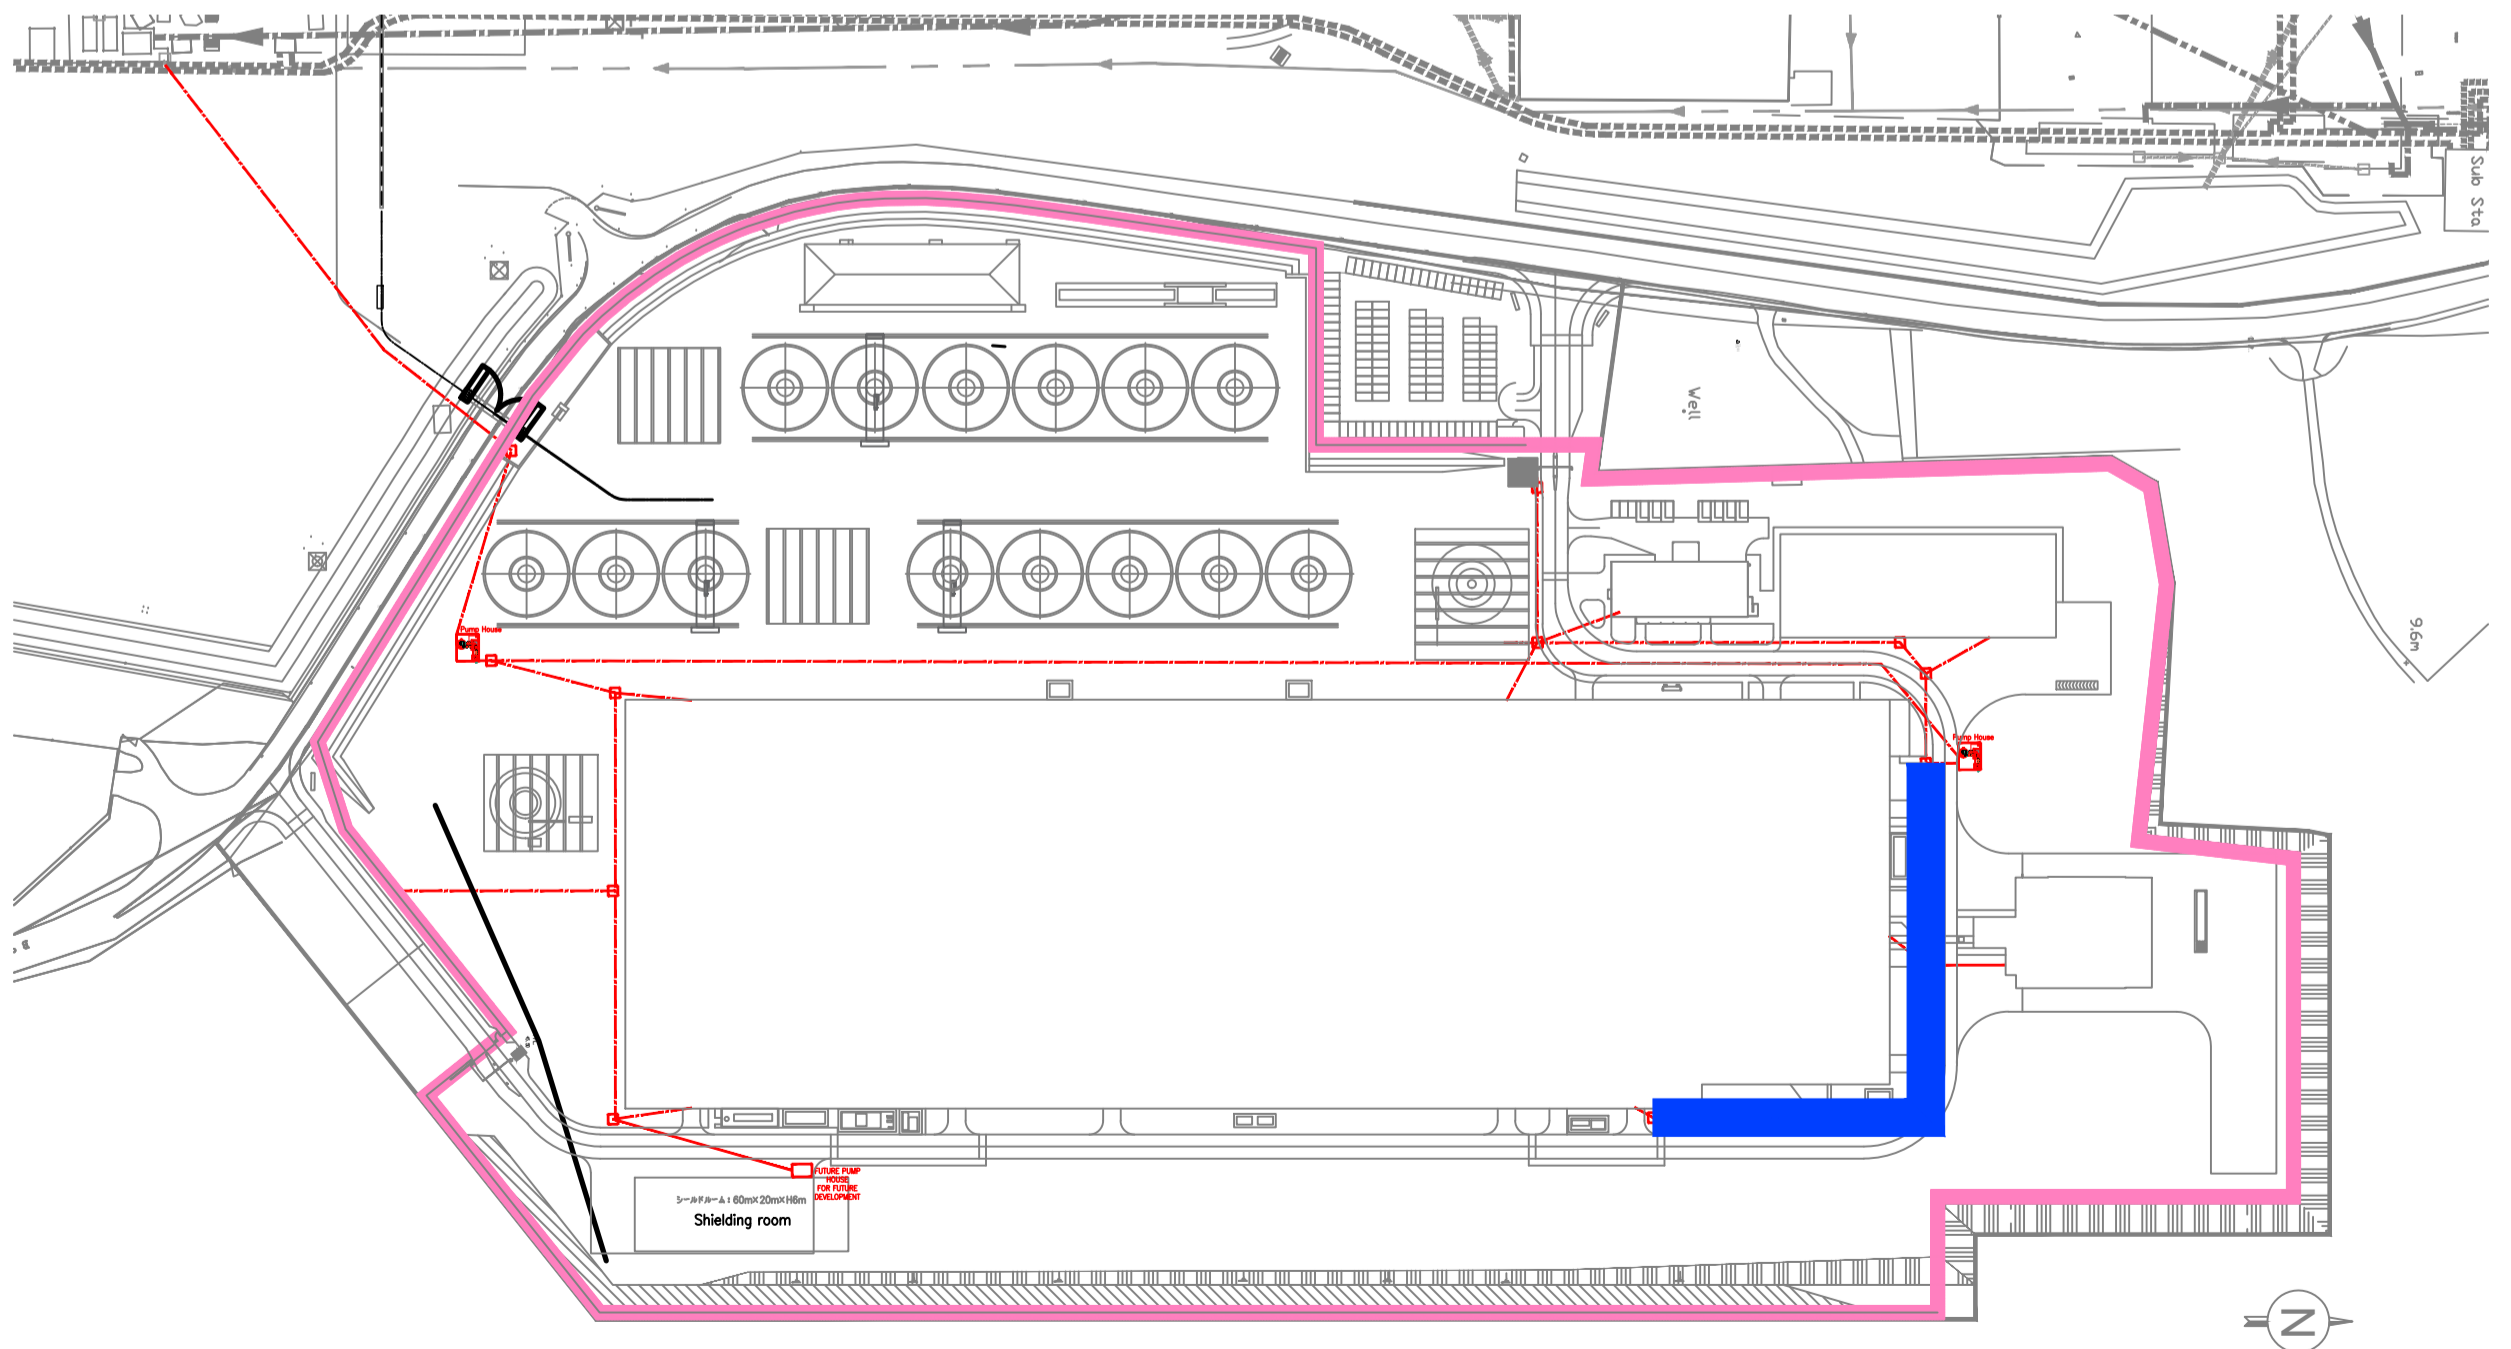 Sub Sta
Well
9.6m
Pump House
Pump House
FUTURE PUMP
HOUSE
FOR FUTURE
DEVELOPMENT
シールドルーム：60m×20m×H6m
Shielding room
B
N